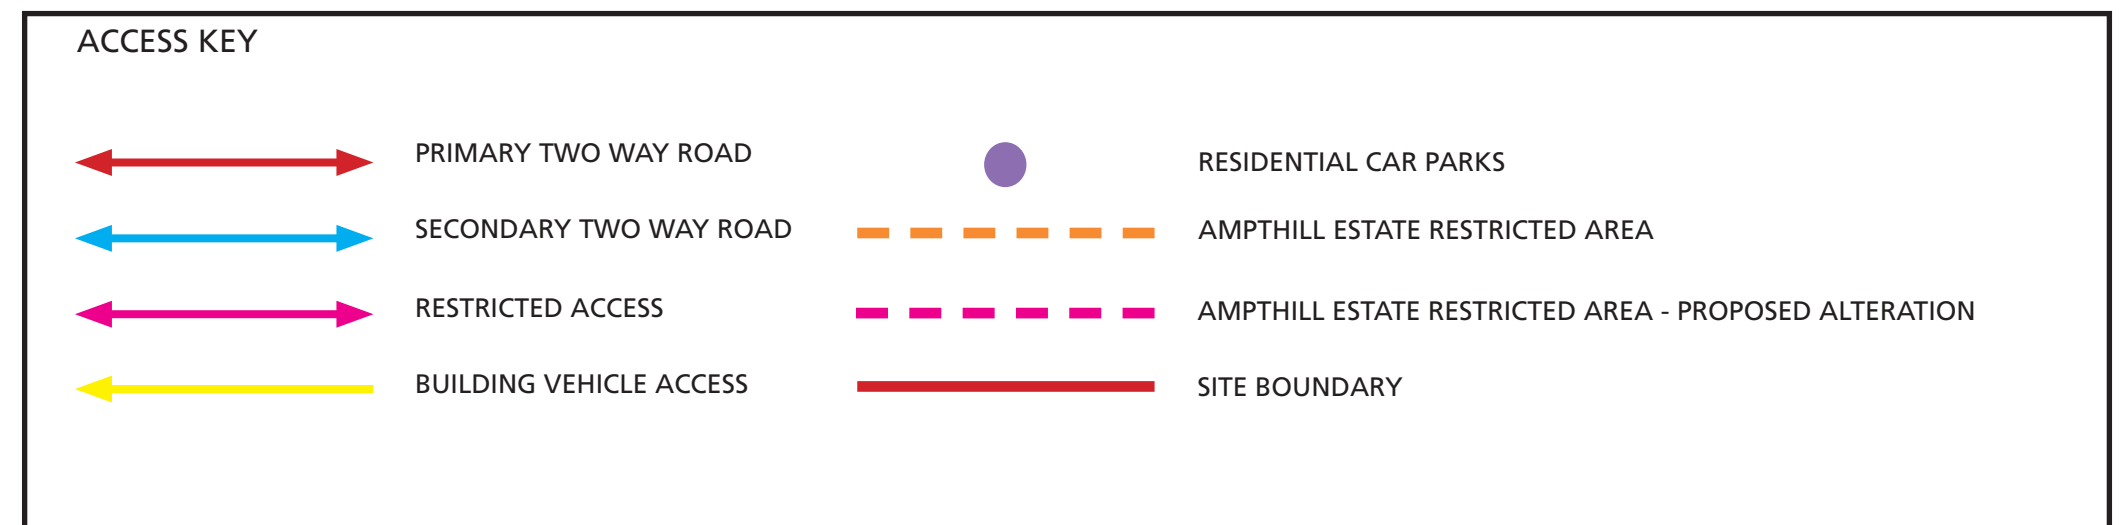 ACCESS KEY
PRIMARY TWO WAY ROAD
SECONDARY TWO WAY ROAD
RESTRICTED ACCESS
BUILDING VEHICLE ACCESS
RESIDENTIAL CAR PARKS
AMPTHILL ESTATE RESTRICTED AREA
AMPTHILL ESTATE RESTRICTED AREA - PROPOSED ALTERATION
SITE BOUNDARY